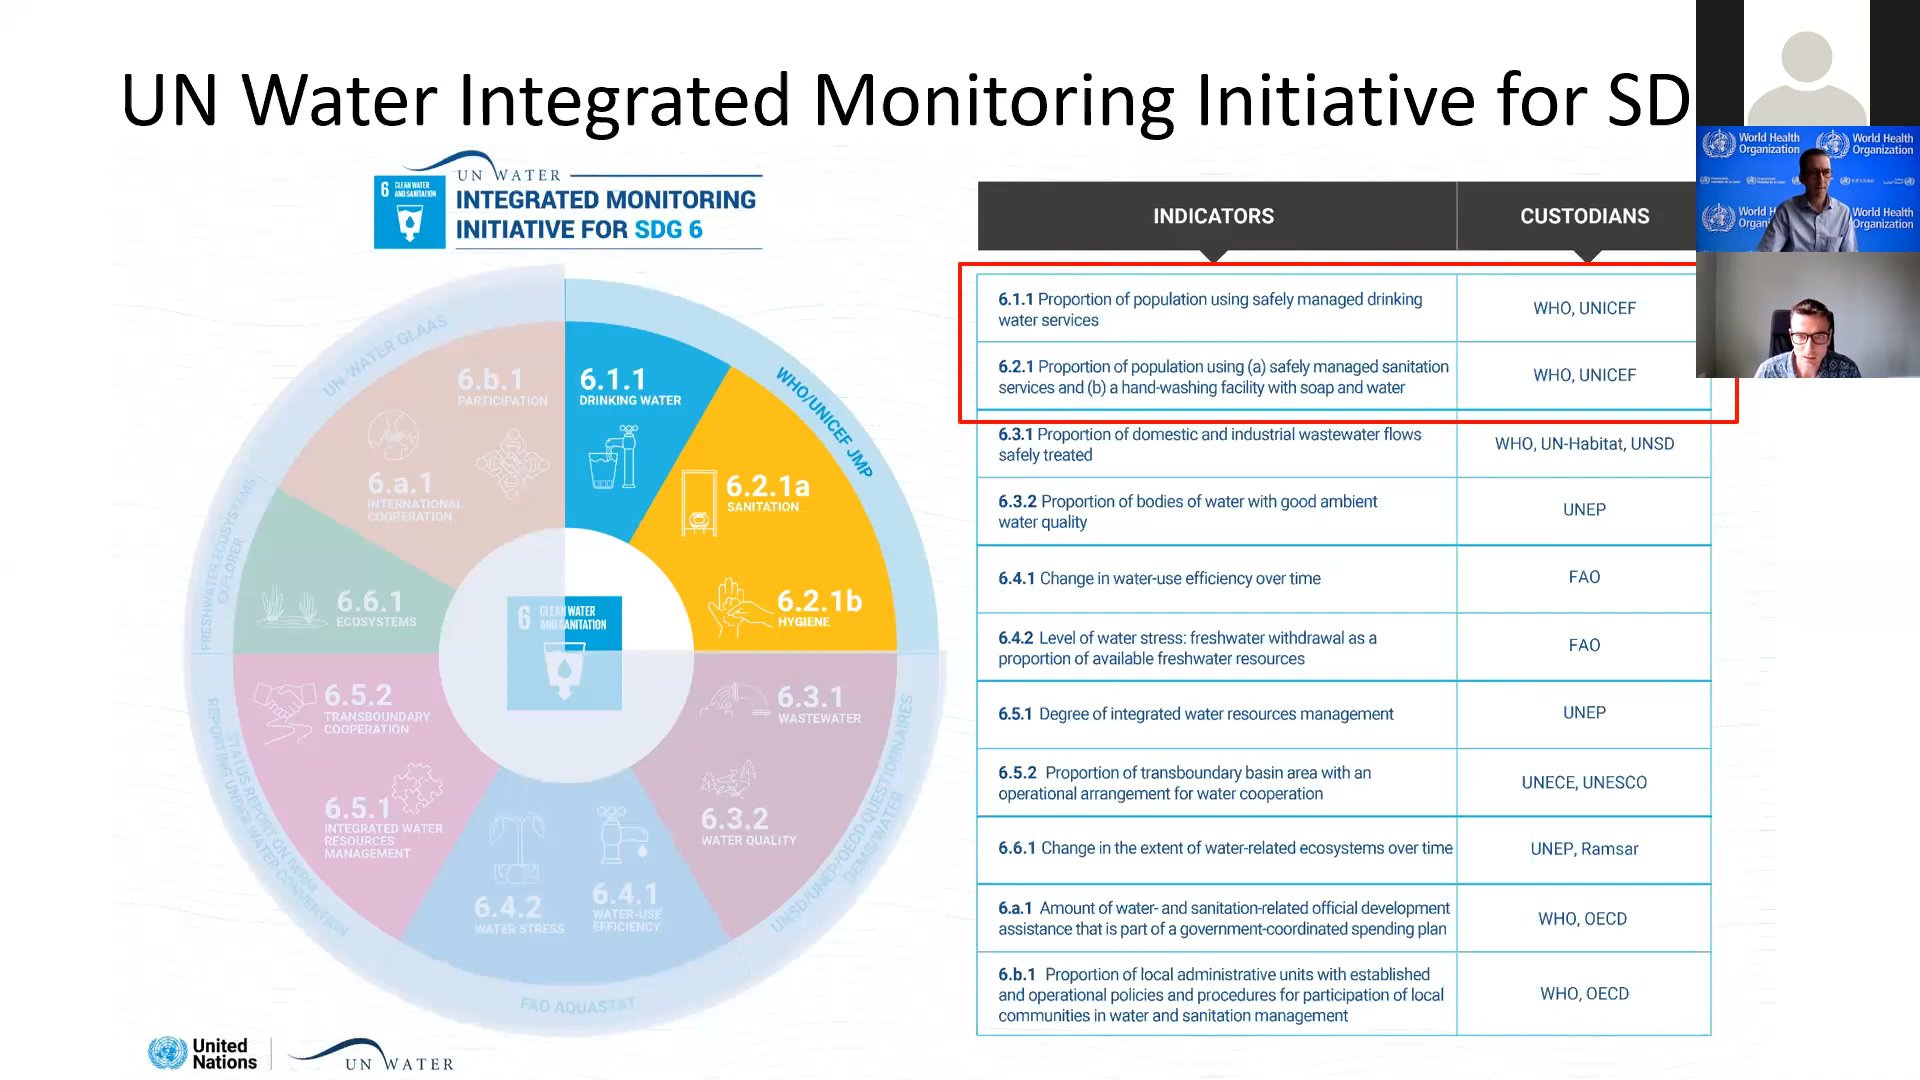 UN Water Integrated Monitoring Initiative for SD
UN WATER
6 CLEAN WATER
AND SANITATION
INTEGRATED MONITORING
INITIATIVE FOR SDG 6
UN-WATER GLAAS
WHO/UNICEF JMP
UNSD/UNEP/OECD QUESTIONNAIRES
GEMS/WATER
FAO AQUASTAT
STATUS REPORT ON IWRM
REPORTING UNDER WATER CONVENTION
FRESHWATER ECOSYSTEMS
EXPLORER
6.b.1
PARTICIPATION
6.1.1
DRINKING WATER
6.a.1
INTERNATIONAL
COOPERATION
6.2.1a
SANITATION
6.6.1
ECOSYSTEMS
6.2.1b
HYGIENE
6 CLEAN WATER
AND SANITATION
6.5.2
TRANSBOUNDARY
COOPERATION
6.3.1
WASTEWATER
6.5.1
INTEGRATED WATER
RESOURCES
MANAGEMENT
6.3.2
WATER QUALITY
6.4.2
WATER STRESS
6.4.1
WATER-USE
EFFICIENCY
United
Nations
UN WATER
INDICATORS CUSTODIANS
6.1.1 Proportion of population using safely managed drinking
water services
WHO, UNICEF
6.2.1 Proportion of population using (a) safely managed sanitation
services and (b) a hand-washing facility with soap and water
WHO, UNICEF
6.3.1 Proportion of domestic and industrial wastewater flows
safely treated
WHO, UN-Habitat, UNSD
6.3.2 Proportion of bodies of water with good ambient
water quality
UNEP
6.4.1 Change in water-use efficiency over time
FAO
6.4.2 Level of water stress: freshwater withdrawal as a
proportion of available freshwater resources
FAO
6.5.1 Degree of integrated water resources management
UNEP
6.5.2 Proportion of transboundary basin area with an
operational arrangement for water cooperation
UNECE, UNESCO
6.6.1 Change in the extent of water-related ecosystems over time
UNEP, Ramsar
6.a.1 Amount of water- and sanitation-related official development
assistance that is part of a government-coordinated spending plan
WHO, OECD
6.b.1 Proportion of local administrative units with established
and operational policies and procedures for participation of local
communities in water and sanitation management
WHO, OECD
World Health
Organization
World Health
Organization
World H
Organ
World Health
Organization